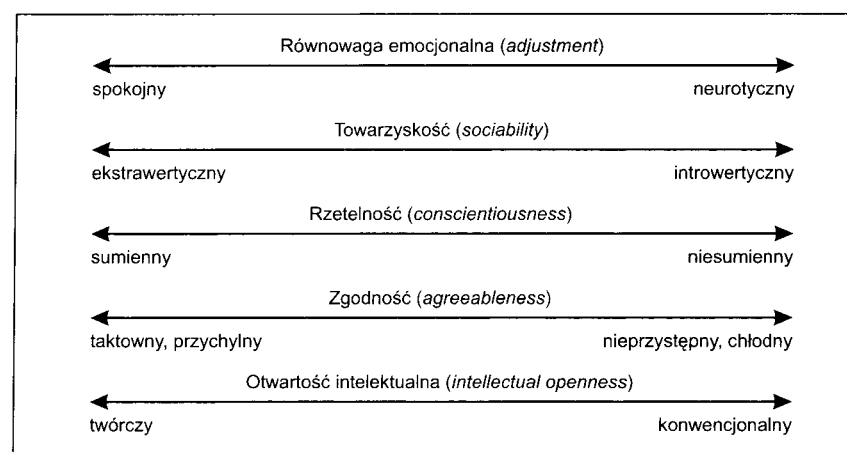 Równowaga emocjonalna (adjustment)
spokojny neurotyczny
Towarzyskość (sociability)
ekstrawertyczny introwertyczny
Rzetelność (conscientiousness)
sumienny niesumienny
Zgodność (agreeableness)
taktowny, przychylny nieprzystępny, chłodny
Otwartość intelektualna (intellectual openness)
twórczy konwencjonalny